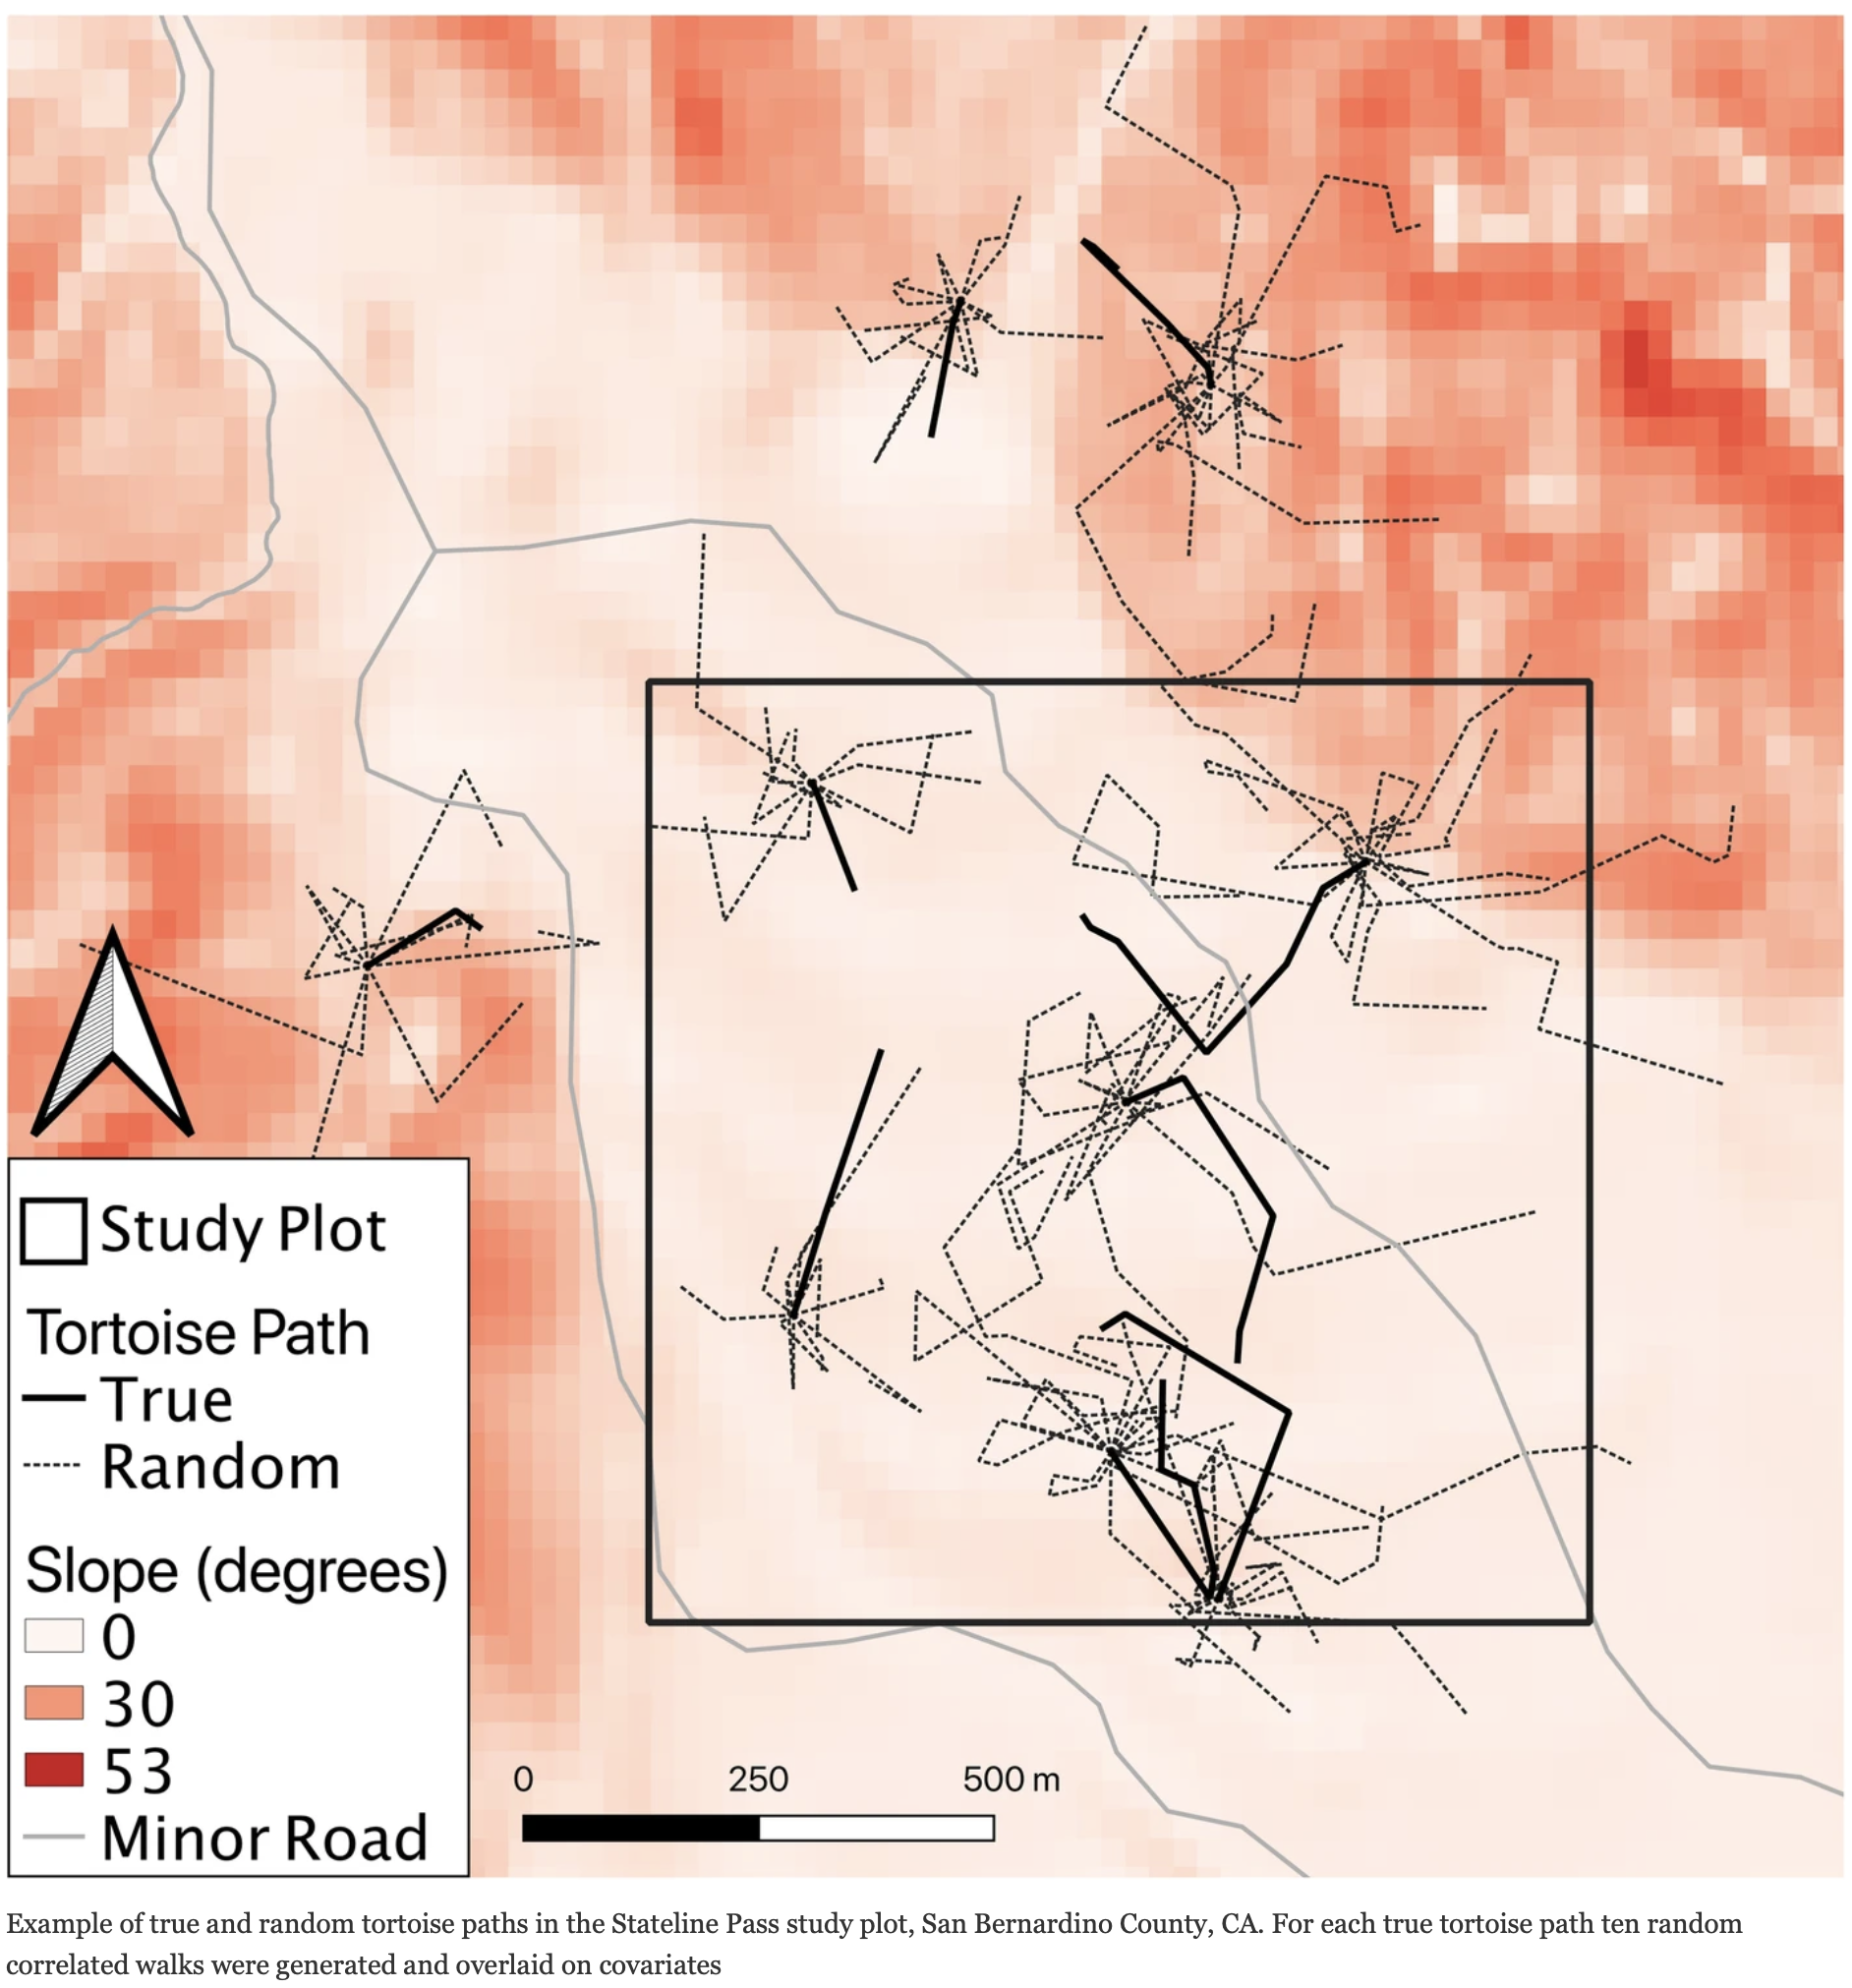 Study Plot
Tortoise Path
True
Random
Slope (degrees)
0
30
53
Minor Road
0 250 500 m
Example of true and random tortoise paths in the Stateline Pass study plot, San Bernardino County, CA. For each true tortoise path ten random
correlated walks were generated and overlaid on covariates